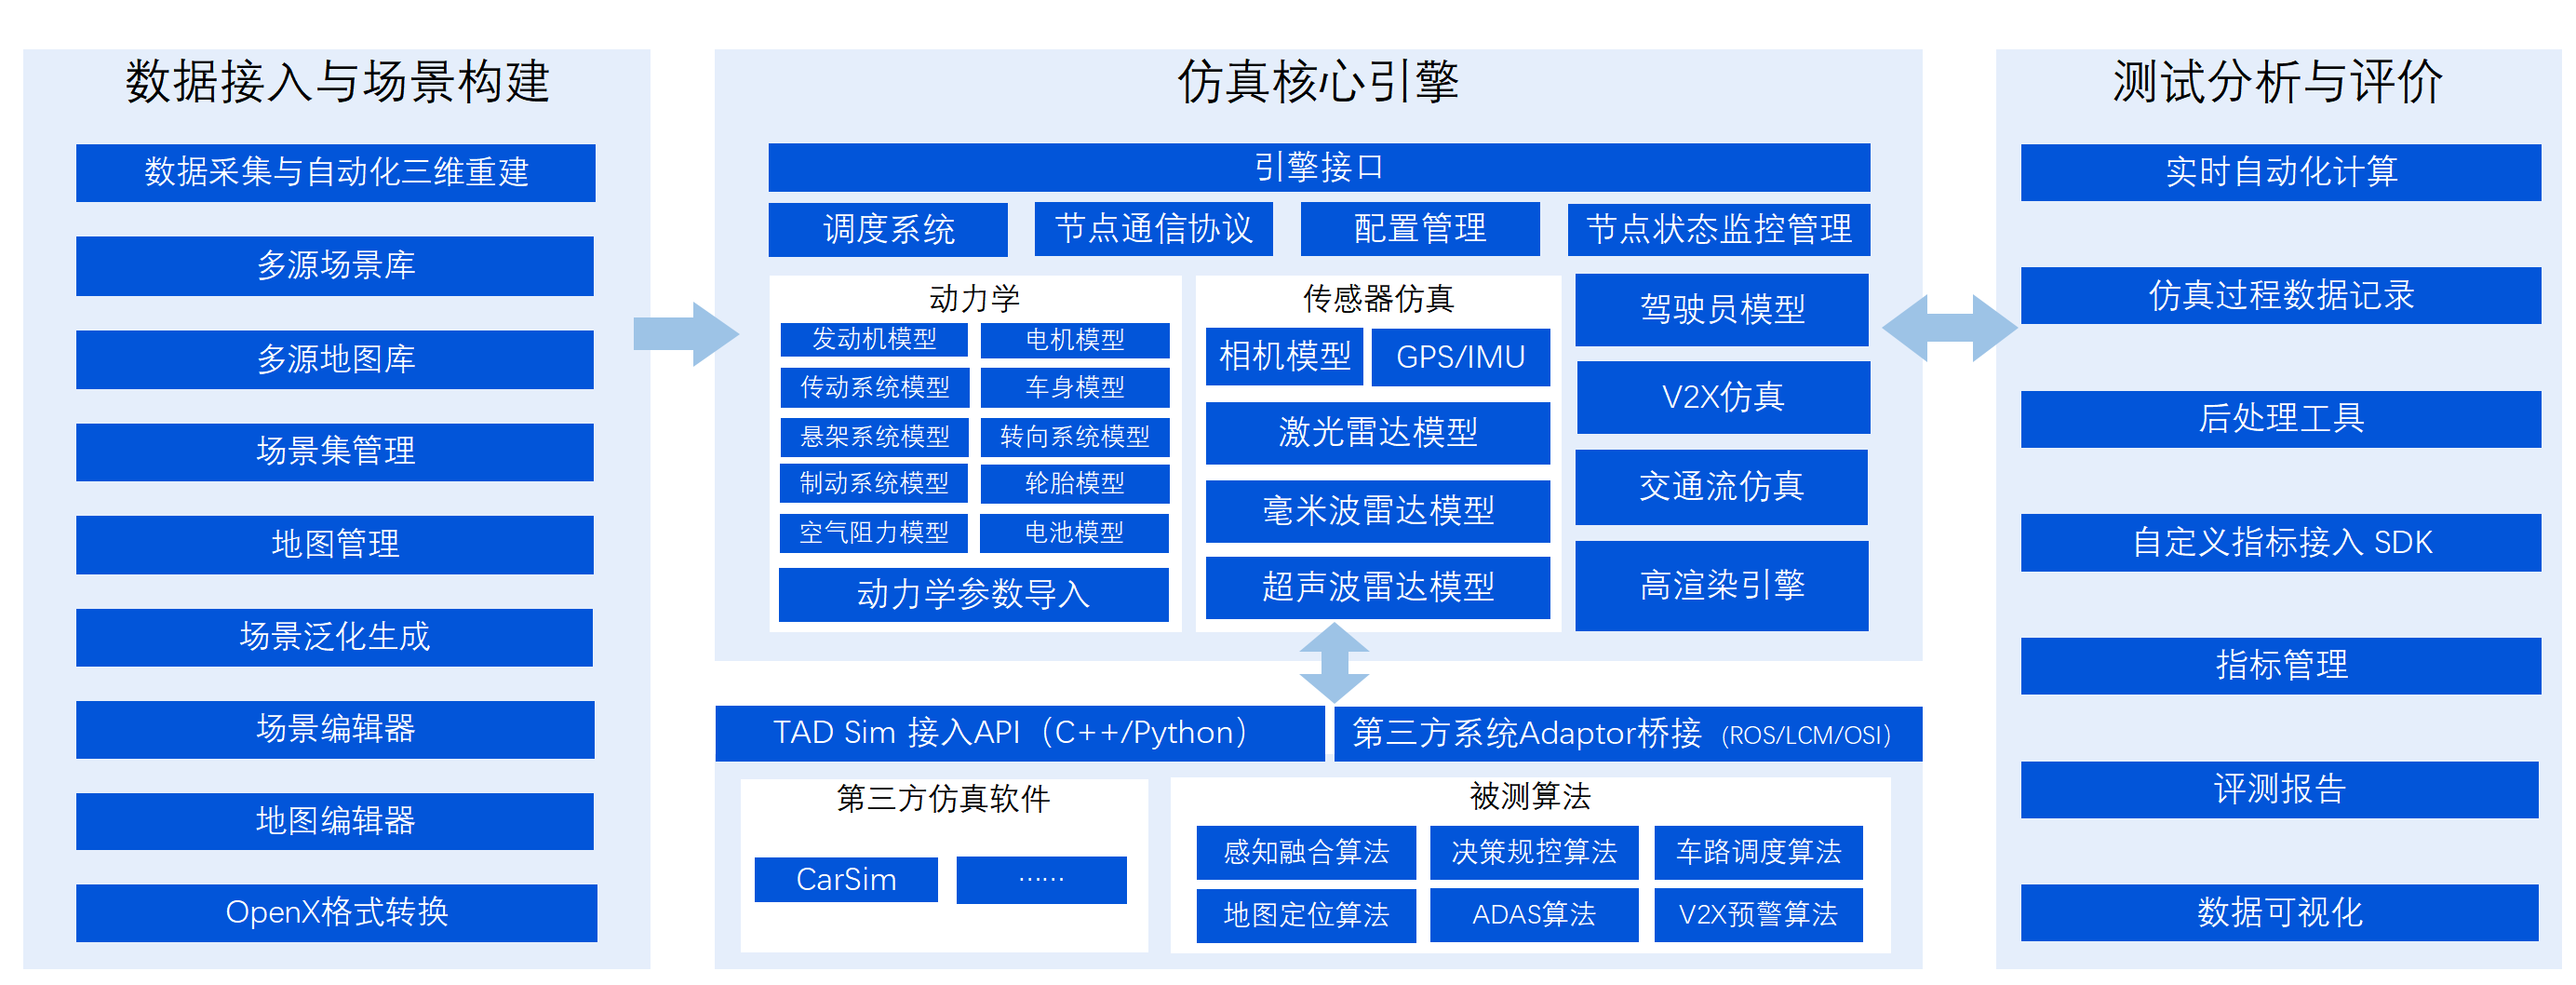 数据接入与场景构建
数据采集与自动化三维重建
多源场景库
多源地图库
场景集管理
地图管理
场景泛化生成
场景编辑器
地图编辑器
OpenX格式转换
仿真核心引擎
引擎接口
调度系统
节点通信协议
配置管理
节点状态监控管理
动力学
发动机模型
电机模型
传动系统模型
车身模型
悬架系统模型
转向系统模型
制动系统模型
轮胎模型
空气阻力模型
电池模型
动力学参数导入
传感器仿真
相机模型
GPS/IMU
激光雷达模型
毫米波雷达模型
超声波雷达模型
驾驶员模型
V2X仿真
交通流仿真
高渲染引擎
TAD Sim 接入API（C++/Python）
第三方系统Adaptor桥接（ROS/LCM/OSI）
第三方仿真软件
CarSim
……
被测算法
感知融合算法
决策规控算法
车路调度算法
地图定位算法
ADAS算法
V2X预警算法
测试分析与评价
实时自动化计算
仿真过程数据记录
后处理工具
自定义指标接入 SDK
指标管理
评测报告
数据可视化